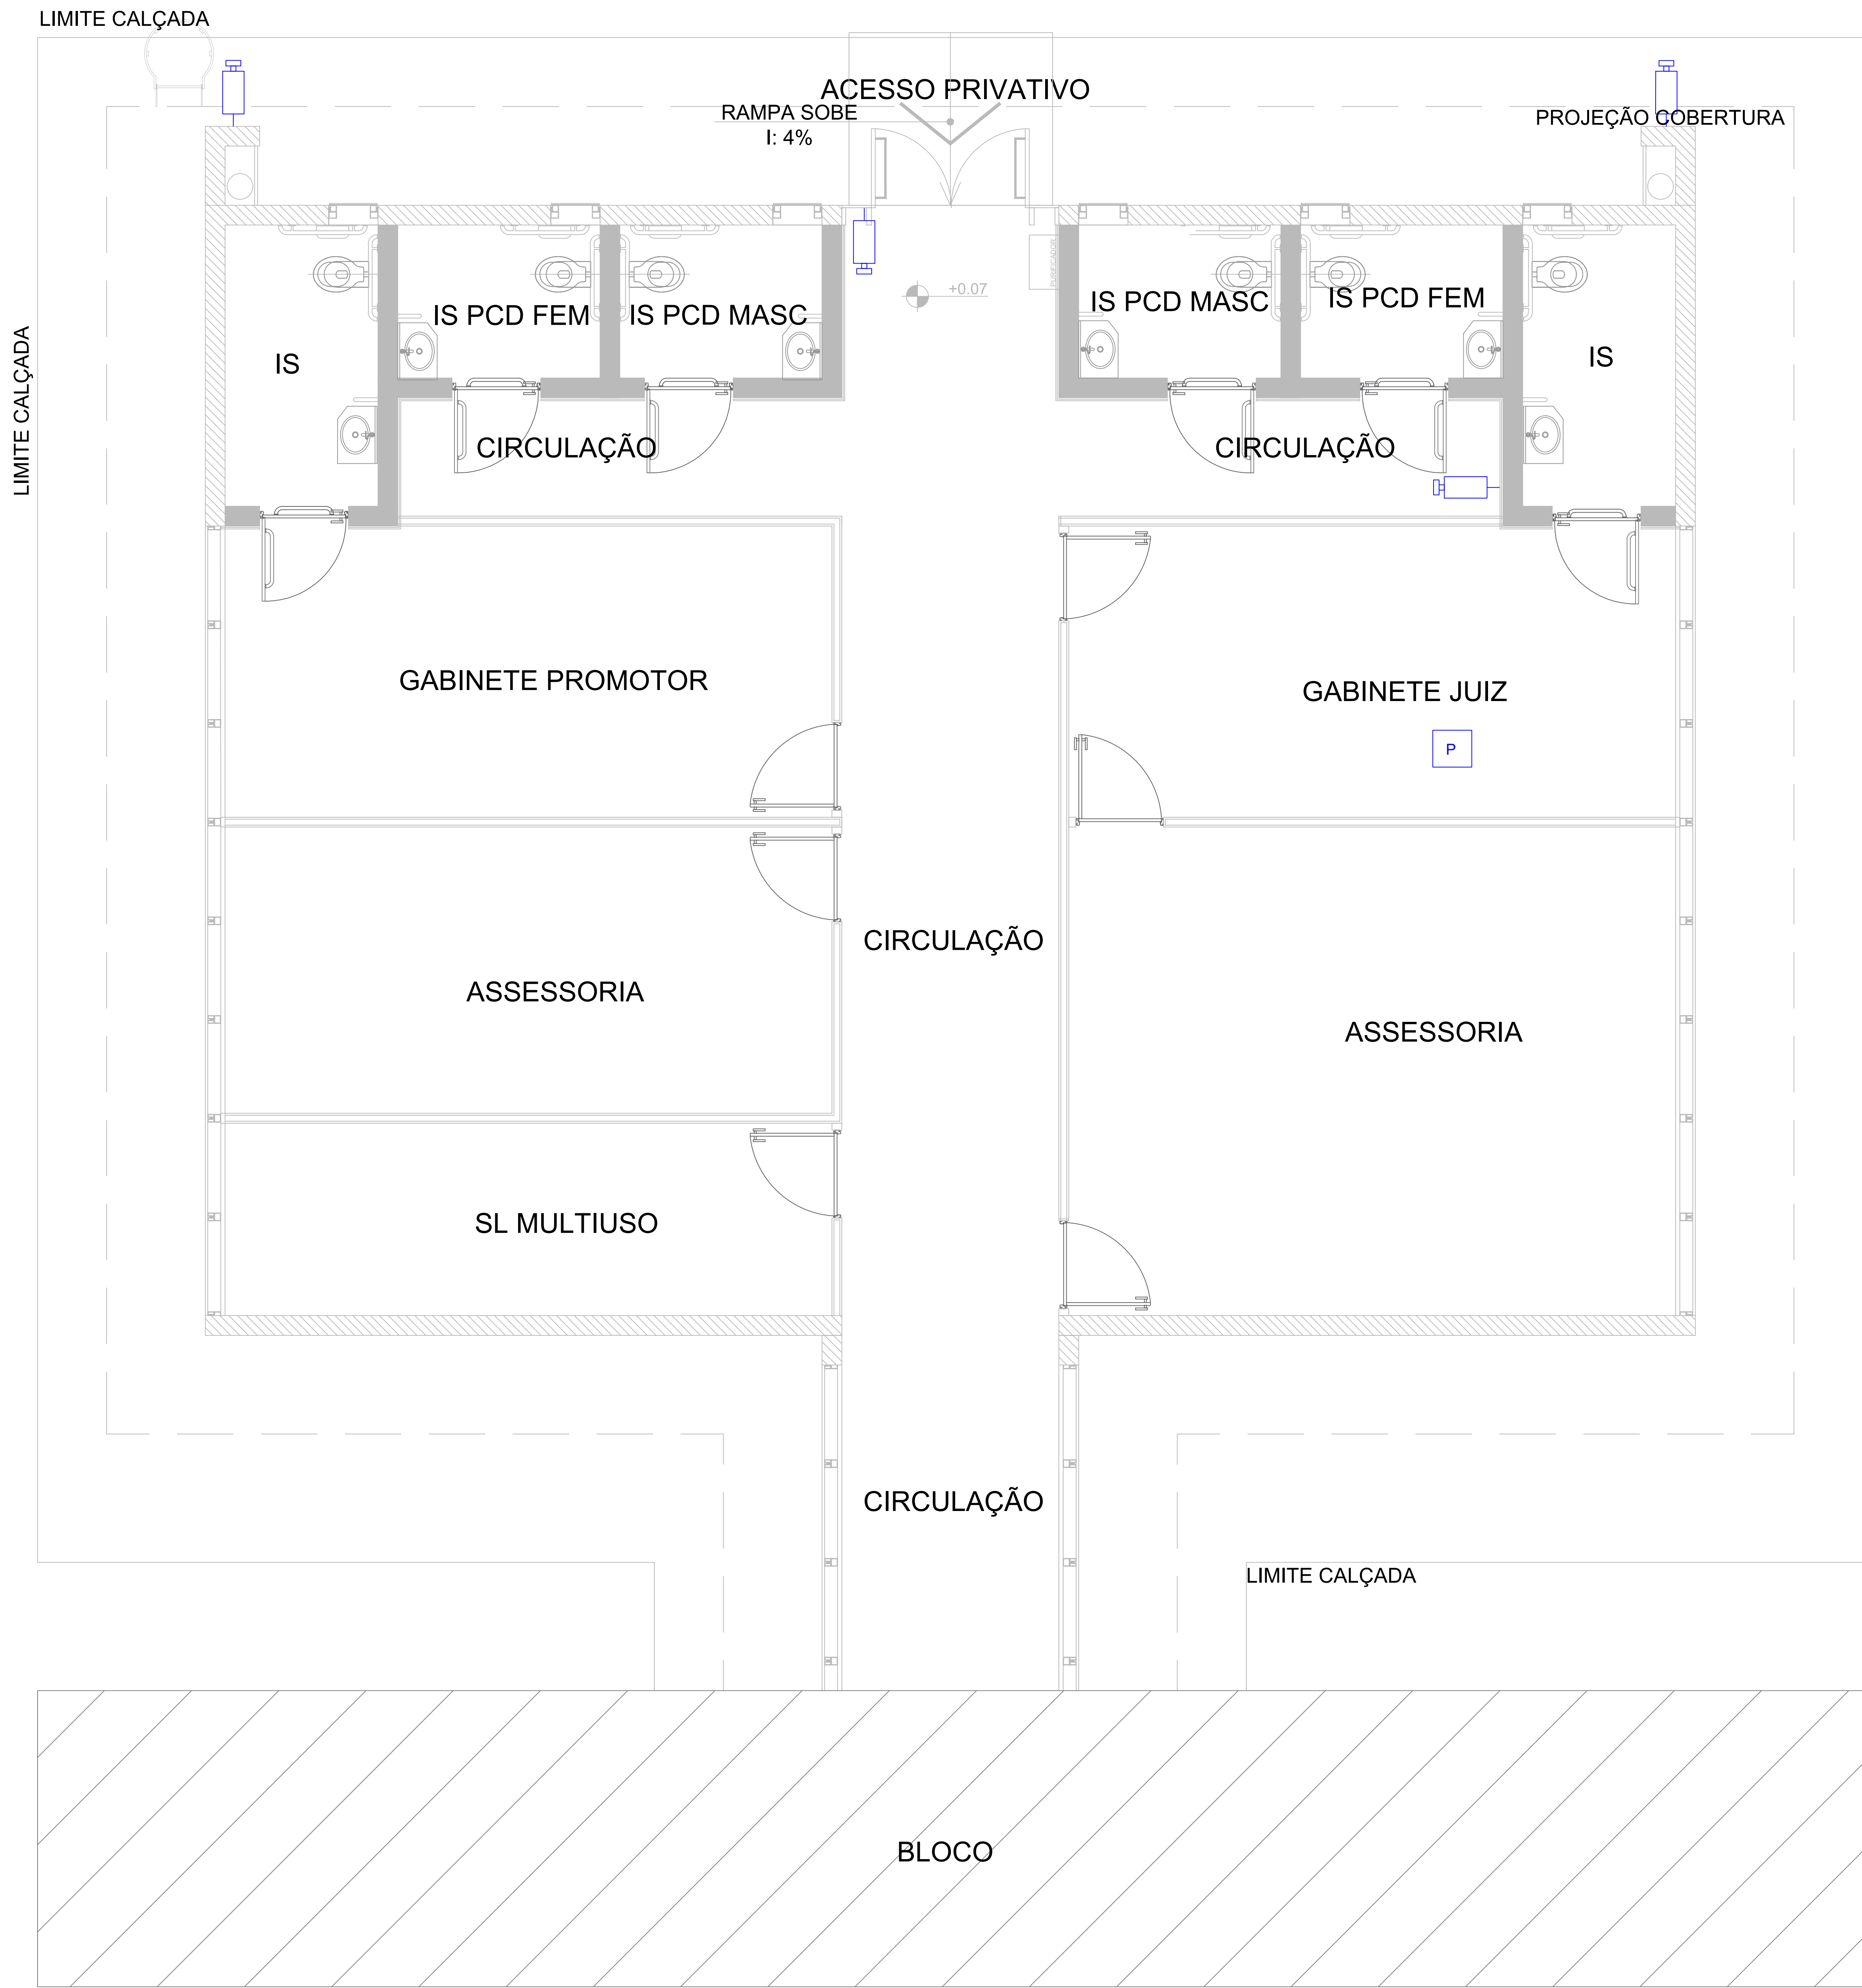 LIMITE CALÇADA
ACESSO PRIVATIVO
RAMPA SOBE
I: 4%
PROJEÇÃO COBERTURA
PURIFICADOR
+0.07
IS PCD FEM
IS PCD MASC
IS PCD MASC
IS PCD FEM
IS
IS
LIMITE CALÇADA
CIRCULAÇÃO
CIRCULAÇÃO
GABINETE PROMOTOR
GABINETE JUIZ
P
CIRCULAÇÃO
ASSESSORIA
ASSESSORIA
SL MULTIUSO
CIRCULAÇÃO
LIMITE CALÇADA
BLOCO